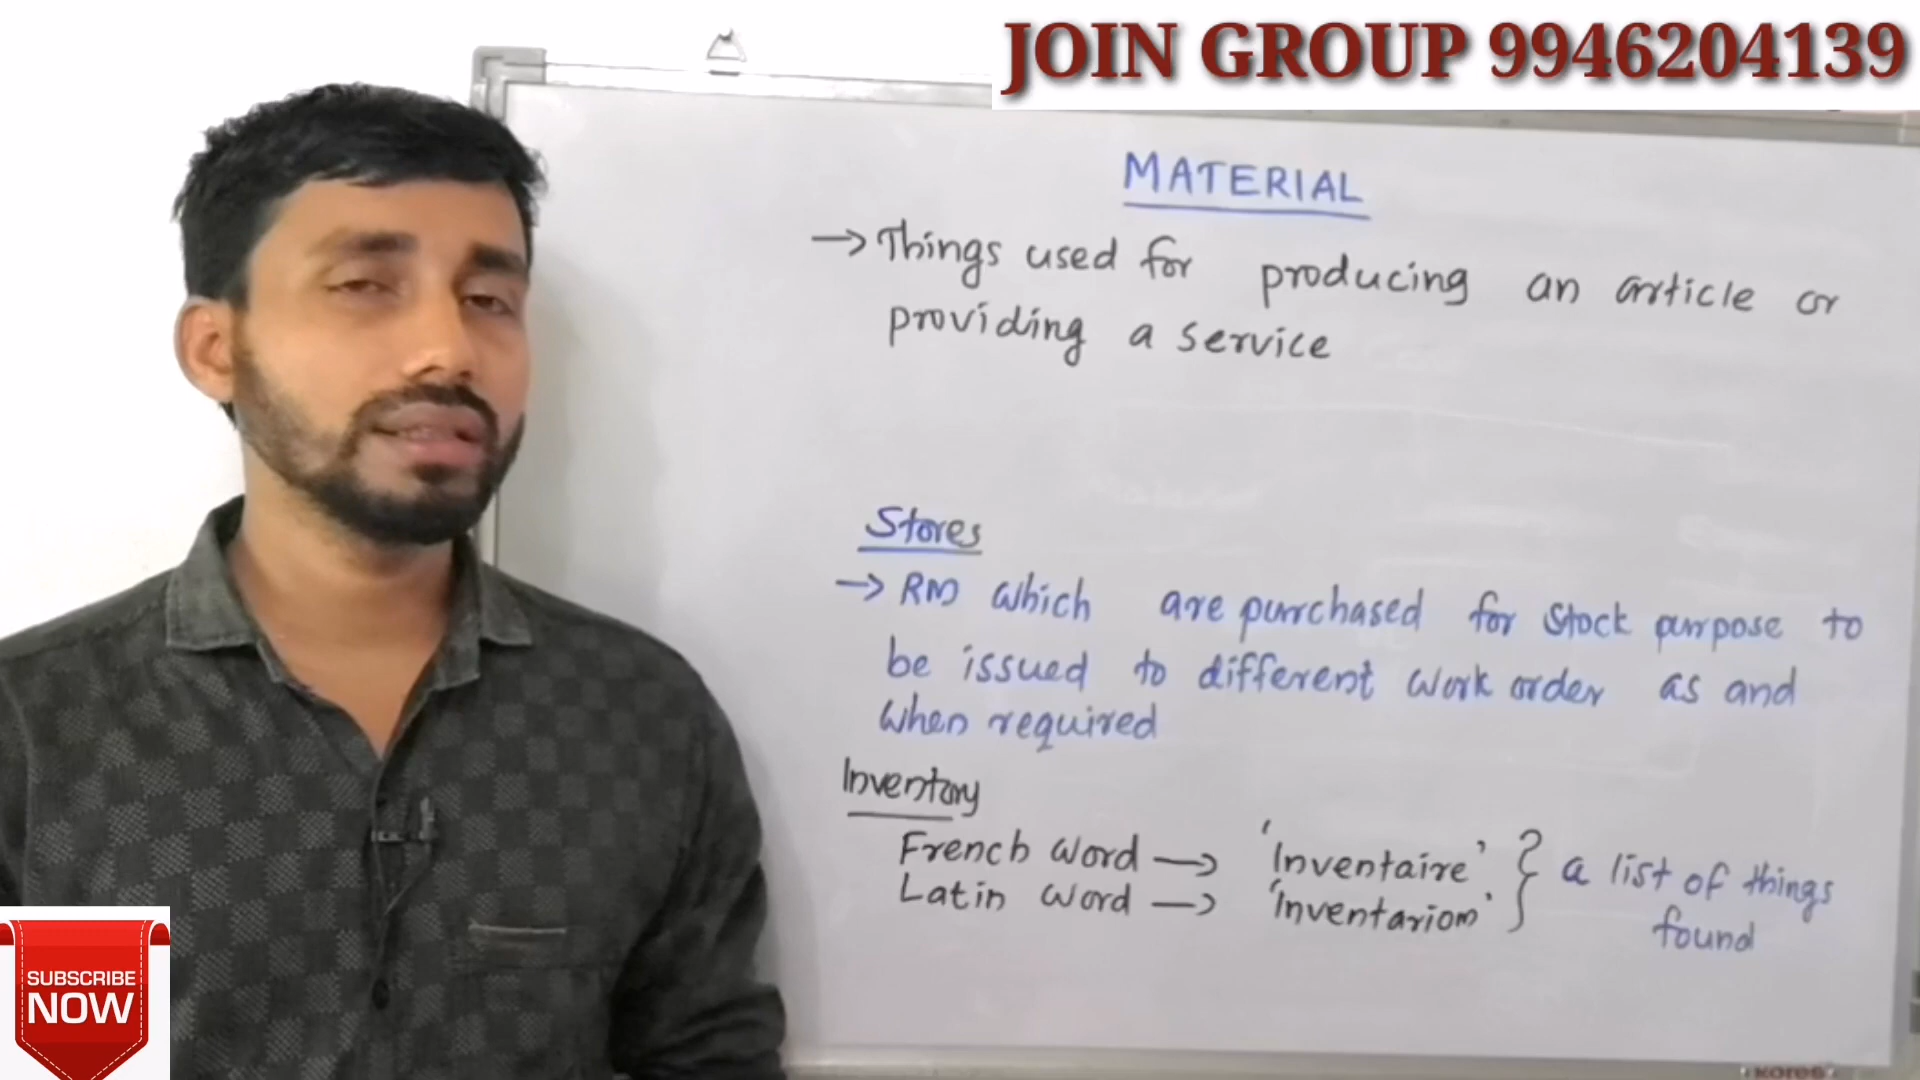 JOIN GROUP 9946204139
MATERIAL
→ Things used for producing an article or
providing a service
Stores
→ RM which are purchased for stock purpose to
be issued to different work order as and
when required
Inventory
French word → 'Inventaire' } a list of things
Latin word → 'Inventariom' found
SUBSCRIBE
NOW
kores